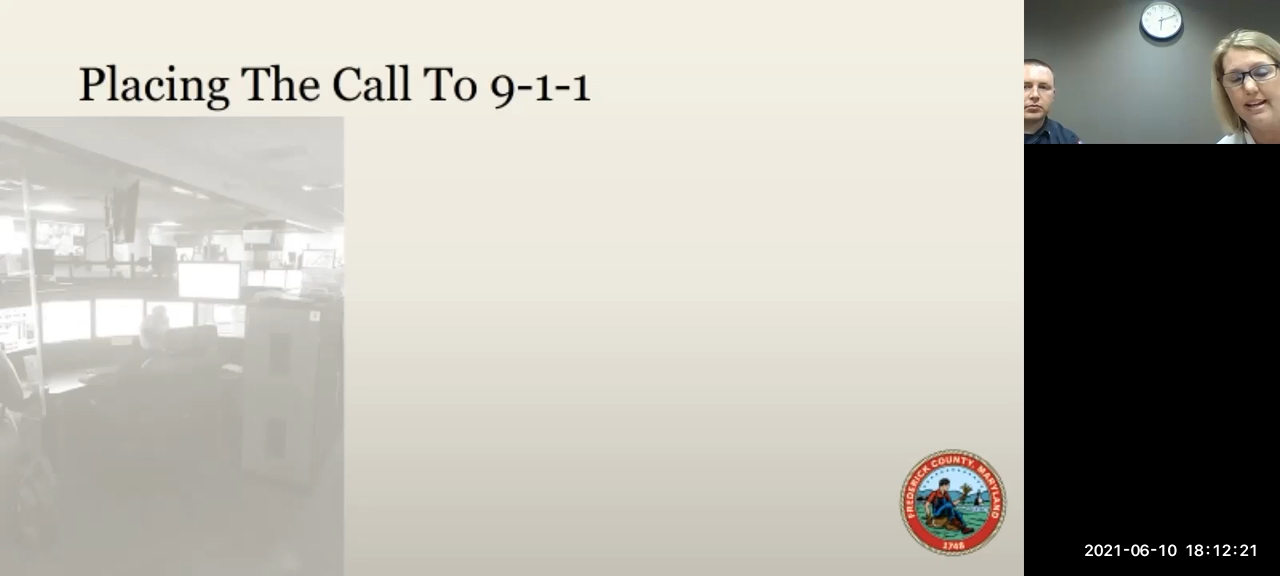 Placing The Call To 9-1-1
FREDERICK COUNTY, MARYLAND
1748
2021-06-10 18:12:21